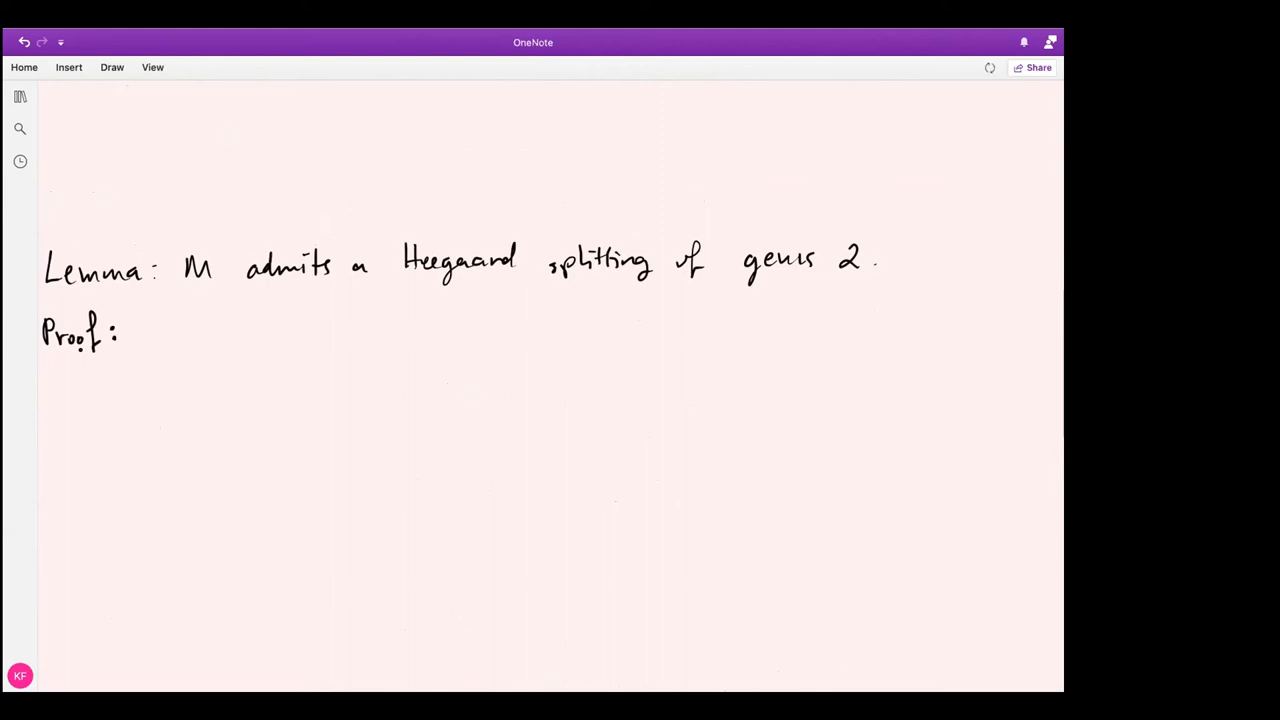 OneNote
Home Insert Draw View Share
Lemma: M admits a Heegaard splitting of genus 2.
Proof:
KF